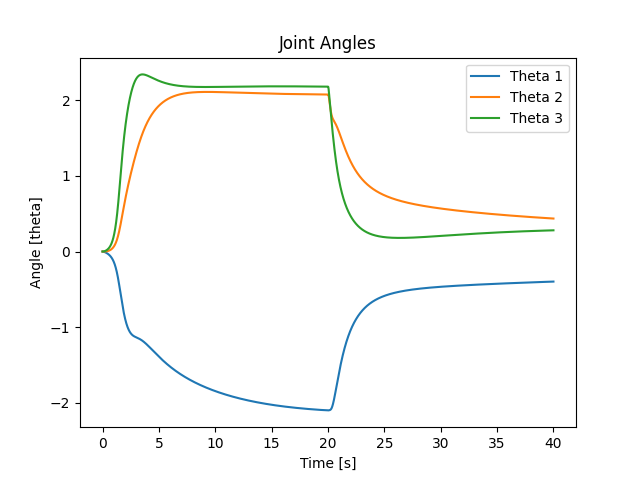 Joint Angles
Theta 1
Theta 2
Theta 3
2
1
0
−1
−2
Angle [theta]
0 5 10 15 20 25 30 35 40
Time [s]